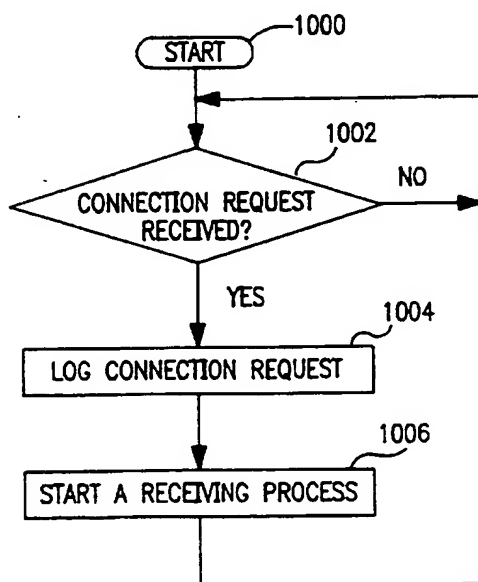 1000
START
1002
CONNECTION REQUEST
RECEIVED?
NO
YES
1004
LOG CONNECTION REQUEST
1006
START A RECEIVING PROCESS